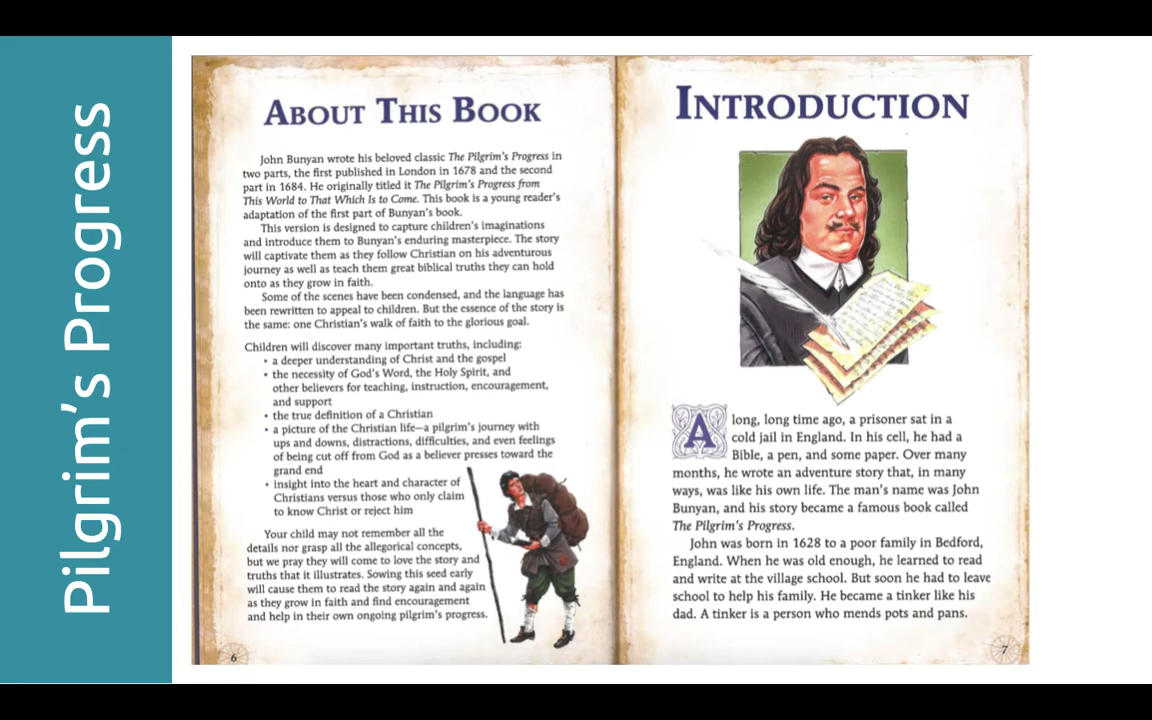 Pilgrim's Progress
ABOUT THIS BOOK
John Bunyan wrote his beloved classic The Pilgrim's Progress in
two parts, the first published in London in 1678 and the second
part in 1684. He originally titled it The Pilgrim's Progress from
This World to That Which Is to Come. This book is a young reader's
adaptation of the first part of Bunyan's book.
This version is designed to capture children's imaginations
and introduce them to Bunyan's enduring masterpiece. The story
will captivate them as they follow Christian on his adventurous
journey as well as teach them great biblical truths they can hold
onto as they grow in faith.
Some of the scenes have been condensed, and the language has
been rewritten to appeal to children. But the essence of the story is
the same: one Christian's walk of faith to the glorious goal.
Children will discover many important truths, including:
• a deeper understanding of Christ and the gospel
• the necessity of God's Word, the Holy Spirit, and
other believers for teaching, instruction, encouragement,
and support
• the true definition of a Christian
• a picture of the Christian life—a pilgrim's journey with
ups and downs, distractions, difficulties, and even feelings
of being cut off from God as a believer presses toward the
grand end
• insight into the heart and character of
Christians versus those who only claim
to know Christ or reject him
Your child may not remember all the
details nor grasp all the allegorical concepts,
but we pray they will come to love the story and
truths that it illustrates. Sowing this seed early
will cause them to read the story again and again
as they grow in faith and find encouragement
and help in their own ongoing pilgrim's progress.
6
INTRODUCTION
A long, long time ago, a prisoner sat in a
cold jail in England. In his cell, he had a
Bible, a pen, and some paper. Over many
months, he wrote an adventure story that, in many
ways, was like his own life. The man's name was John
Bunyan, and his story became a famous book called
The Pilgrim's Progress.
John was born in 1628 to a poor family in Bedford,
England. When he was old enough, he learned to read
and write at the village school. But soon he had to leave
school to help his family. He became a tinker like his
dad. A tinker is a person who mends pots and pans.
7